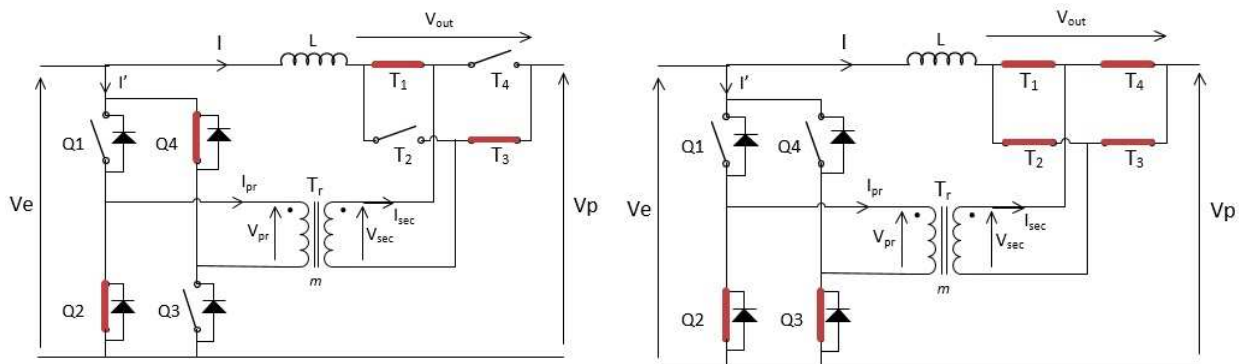 Vout
I
L
I'
T1
T4
Q1
Q4
T2
T3
Ipr
Tr
Isec
Ve
Vp
Vpr
Vsec
m
Q2
Q3
Vout
I
L
I'
T1
T4
Q1
Q4
T2
T3
Ipr
Tr
Isec
Ve
Vp
Vpr
Vsec
m
Q2
Q3